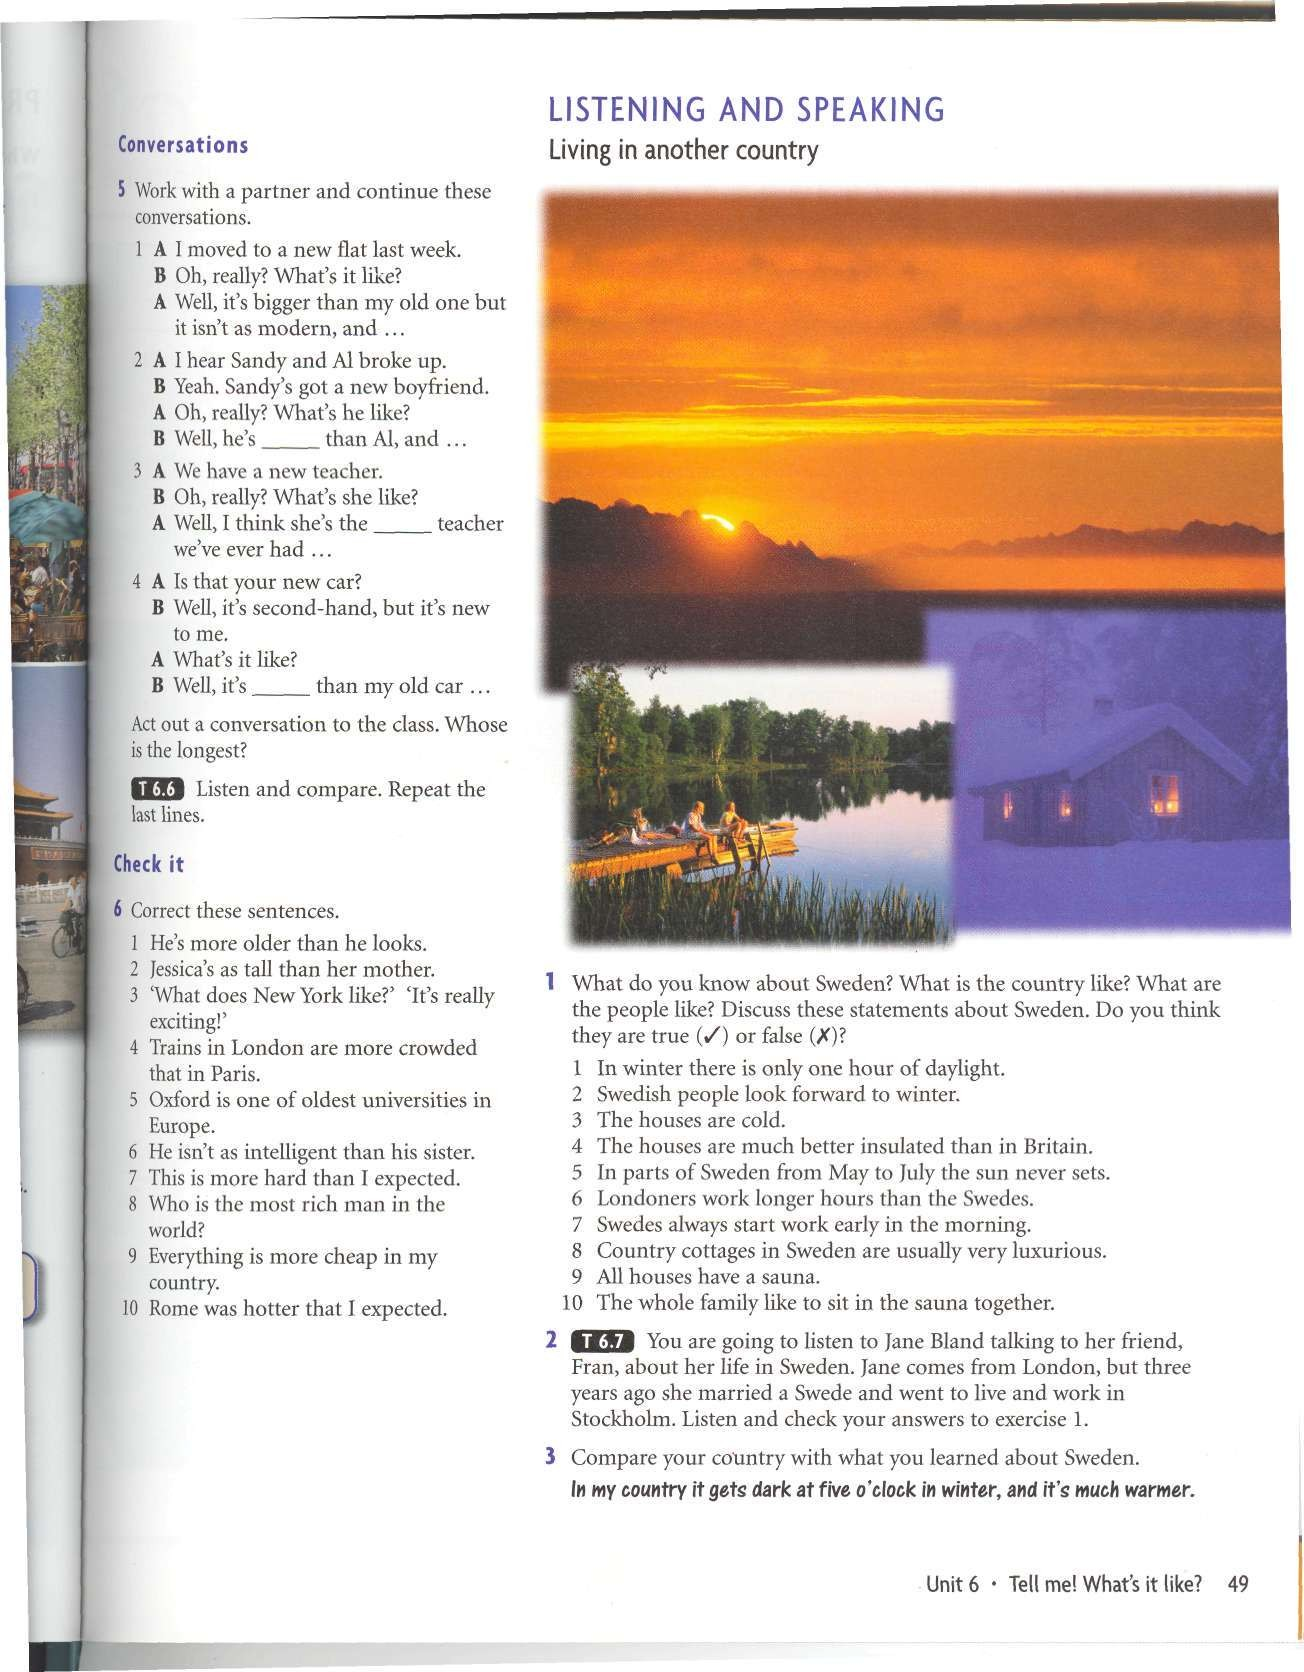 Conversations
5 Work with a partner and continue these
conversations.
1 A I moved to a new flat last week.
B Oh, really? What's it like?
A Well, it's bigger than my old one but
it isn't as modern, and ...
2 A I hear Sandy and Al broke up.
B Yeah. Sandy's got a new boyfriend.
A Oh, really? What's he like?
B Well, he's _____ than Al, and ...
3 A We have a new teacher.
B Oh, really? What's she like?
A Well, I think she's the _____ teacher
we've ever had ...
4 A Is that your new car?
B Well, it's second-hand, but it's new
to me.
A What's it like?
B Well, it's _____ than my old car ...
Act out a conversation to the class. Whose
is the longest?
T 6.6 Listen and compare. Repeat the
last lines.
Check it
6 Correct these sentences.
1 He's more older than he looks.
2 Jessica's as tall than her mother.
3 ‘What does New York like?’ ‘It's really
exciting!’
4 Trains in London are more crowded
that in Paris.
5 Oxford is one of oldest universities in
Europe.
6 He isn't as intelligent than his sister.
7 This is more hard than I expected.
8 Who is the most rich man in the
world?
9 Everything is more cheap in my
country.
10 Rome was hotter that I expected.
LISTENING AND SPEAKING
Living in another country
1 What do you know about Sweden? What is the country like? What are
the people like? Discuss these statements about Sweden. Do you think
they are true (✓) or false (✗)?
1 In winter there is only one hour of daylight.
2 Swedish people look forward to winter.
3 The houses are cold.
4 The houses are much better insulated than in Britain.
5 In parts of Sweden from May to July the sun never sets.
6 Londoners work longer hours than the Swedes.
7 Swedes always start work early in the morning.
8 Country cottages in Sweden are usually very luxurious.
9 All houses have a sauna.
10 The whole family like to sit in the sauna together.
2 T 6.7 You are going to listen to Jane Bland talking to her friend,
Fran, about her life in Sweden. Jane comes from London, but three
years ago she married a Swede and went to live and work in
Stockholm. Listen and check your answers to exercise 1.
3 Compare your country with what you learned about Sweden.
In my country it gets dark at five o'clock in winter, and it's much warmer.
Unit 6 • Tell me! What's it like? 49